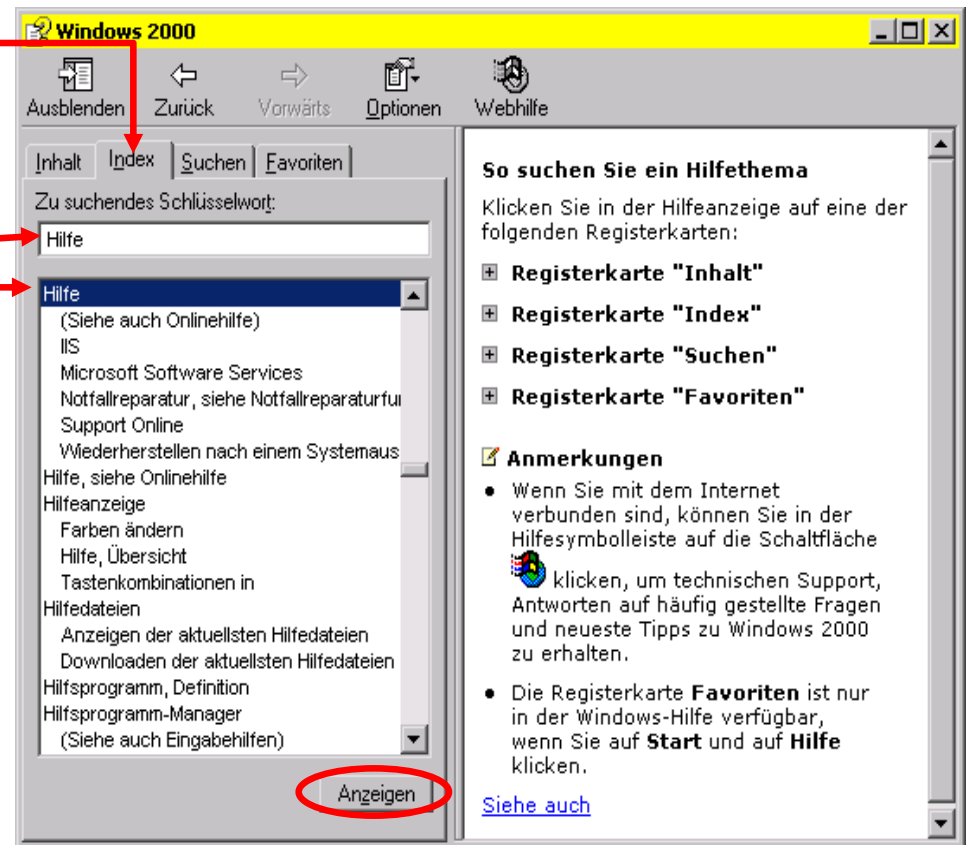 Windows 2000
Ausblenden Zurück Vorwärts Optionen Webhilfe
Inhalt Index Suchen Favoriten
Zu suchendes Schlüsselwort:
Hilfe
Hilfe
(Siehe auch Onlinehilfe)
IIS
Microsoft Software Services
Notfallreparatur, siehe Notfallreparaturfu
Support Online
Wiederherstellen nach einem Systemaus
Hilfe, siehe Onlinehilfe
Hilfeanzeige
Farben ändern
Hilfe, Übersicht
Tastenkombinationen in
Hilfedateien
Anzeigen der aktuellsten Hilfedateien
Downloaden der aktuellsten Hilfedateien
Hilfsprogramm, Definition
Hilfsprogramm-Manager
(Siehe auch Eingabehilfen)
Anzeigen
So suchen Sie ein Hilfethema
Klicken Sie in der Hilfeanzeige auf eine der
folgenden Registerkarten:
Registerkarte "Inhalt"
Registerkarte "Index"
Registerkarte "Suchen"
Registerkarte "Favoriten"
Anmerkungen
• Wenn Sie mit dem Internet
verbunden sind, können Sie in der
Hilfesymbolleiste auf die Schaltfläche
klicken, um technischen Support,
Antworten auf häufig gestellte Fragen
und neueste Tipps zu Windows 2000
zu erhalten.
• Die Registerkarte Favoriten ist nur
in der Windows-Hilfe verfügbar,
wenn Sie auf Start und auf Hilfe
klicken.
Siehe auch